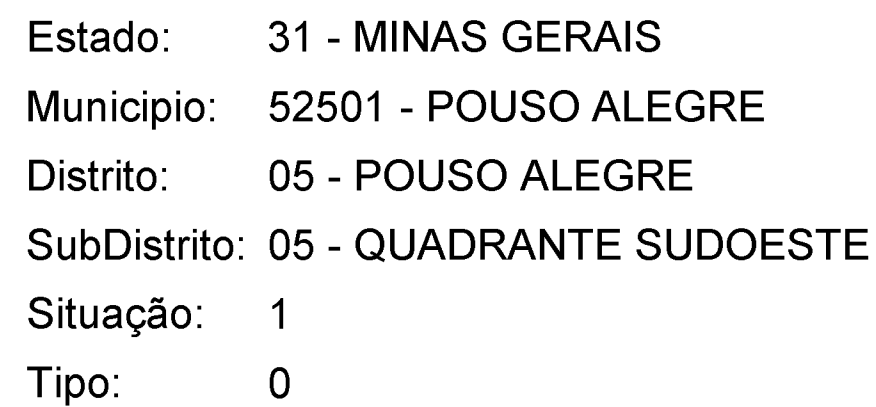 Estado: 31 - MINAS GERAIS
Municipio: 52501 - POUSO ALEGRE
Distrito: 05 - POUSO ALEGRE
SubDistrito: 05 - QUADRANTE SUDOESTE
Situação: 1
Tipo: 0